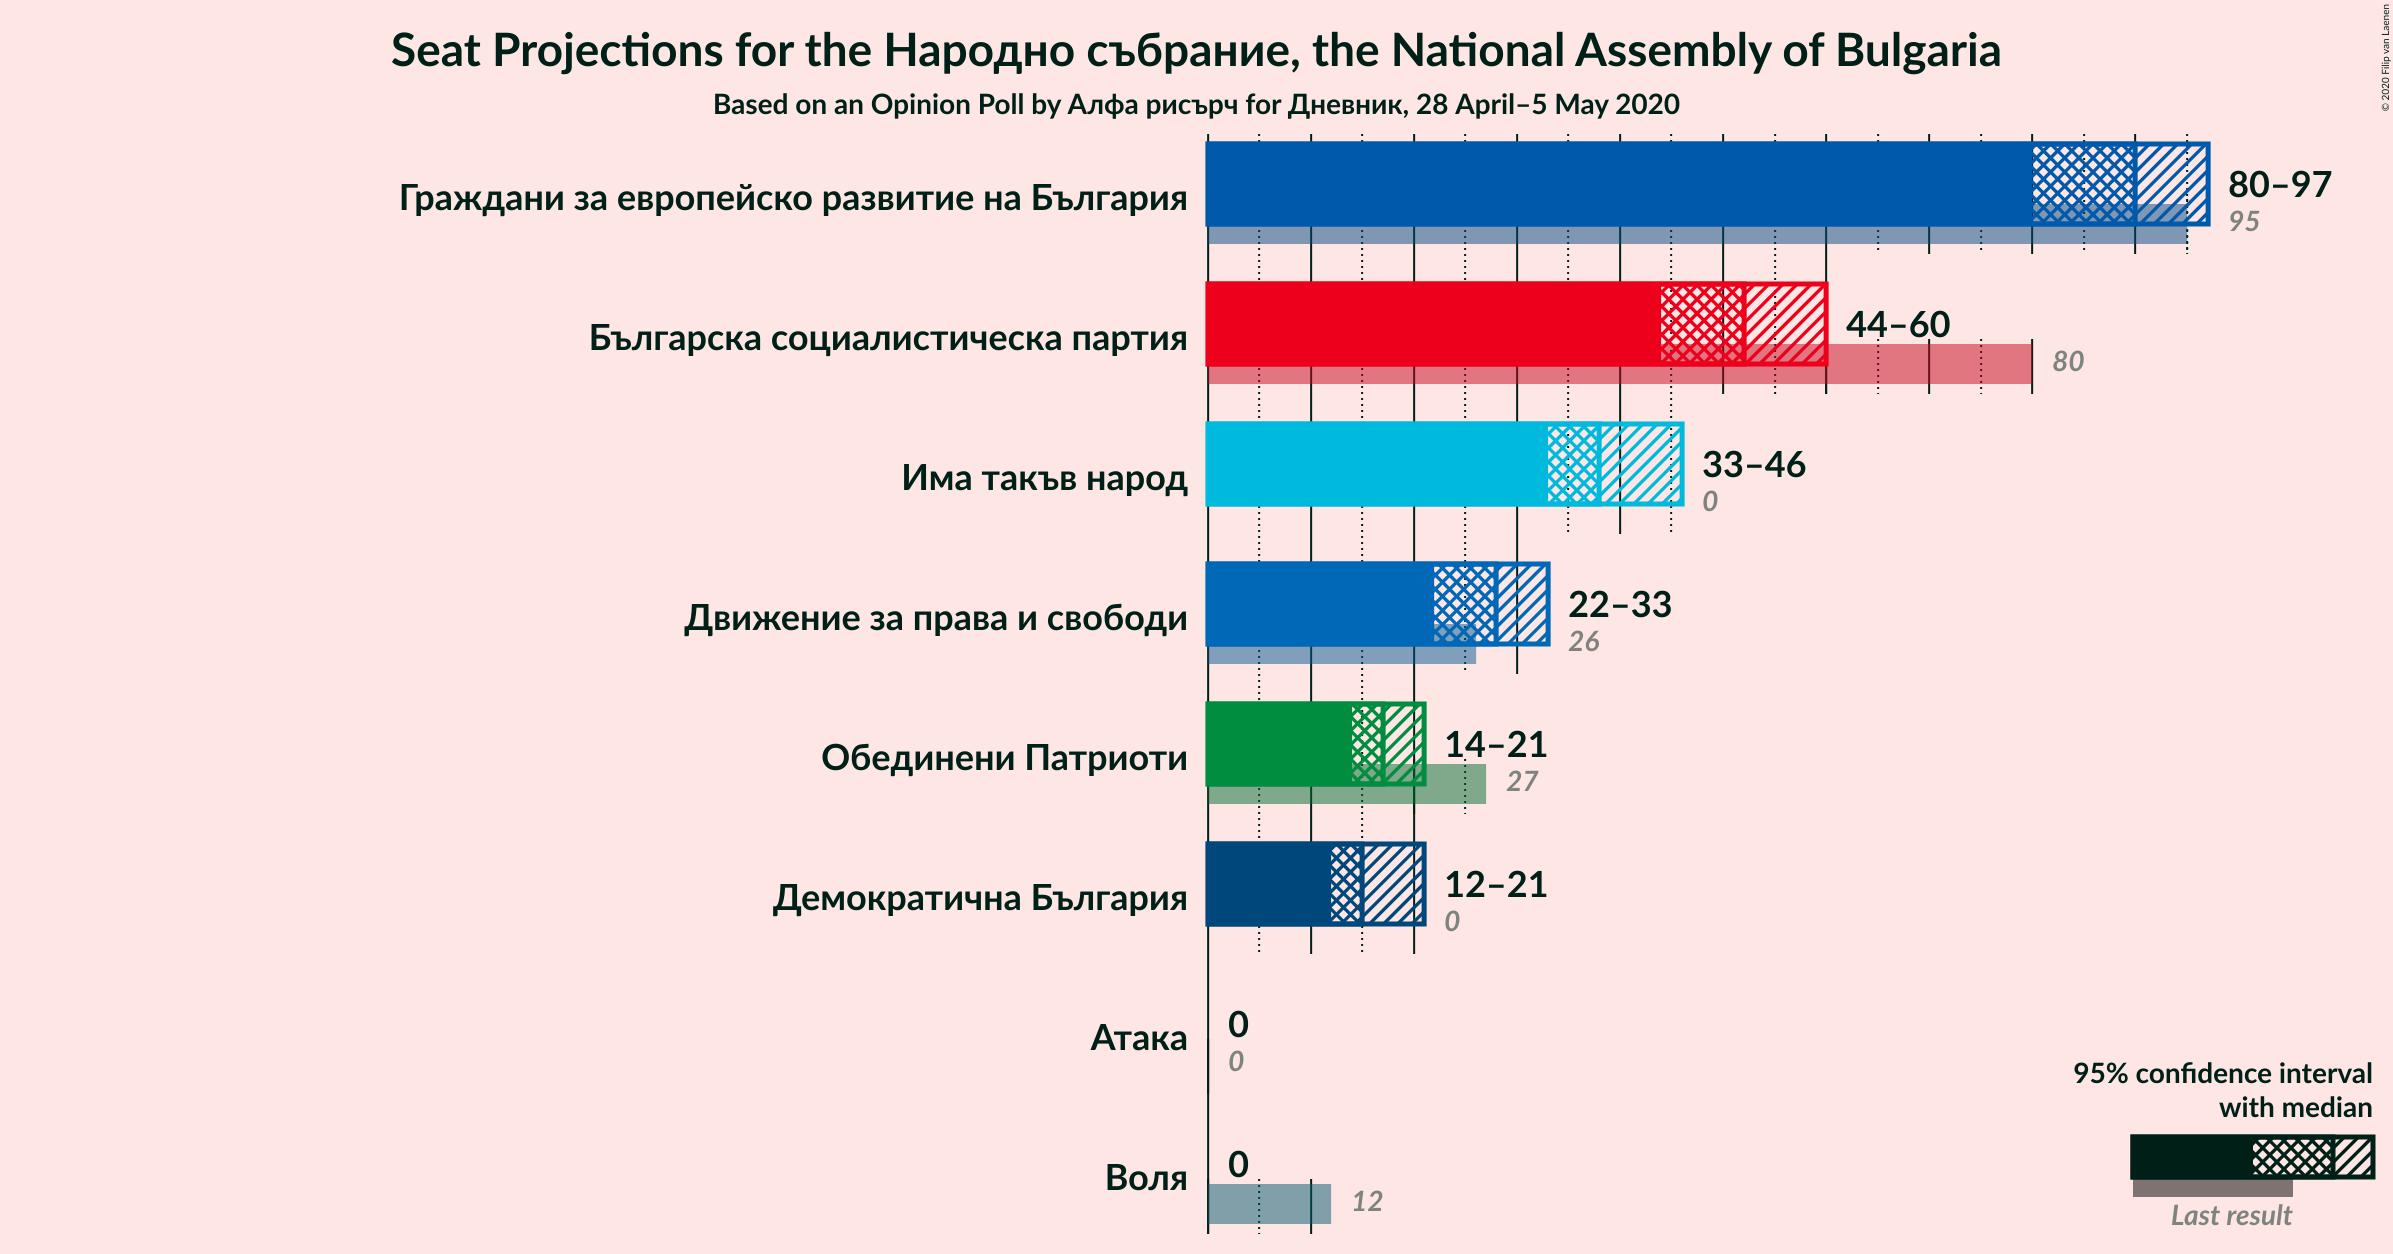 Seat Projections for the Народно събрание, the National Assembly of Bulgaria
Based on an Opinion Poll by Алфа рисърч for Дневник, 28 April–5 May 2020
© 2020 Filip van Laenen
Граждани за европейско развитие на България
80–97
95
Българска социалистическа партия
44–60
80
Има такъв народ
33–46
0
Движение за права и свободи
22–33
26
Обединени Патриоти
14–21
27
Демократична България
12–21
0
Атака
0
0
Воля
0
12
95% confidence interval
with median
Last result